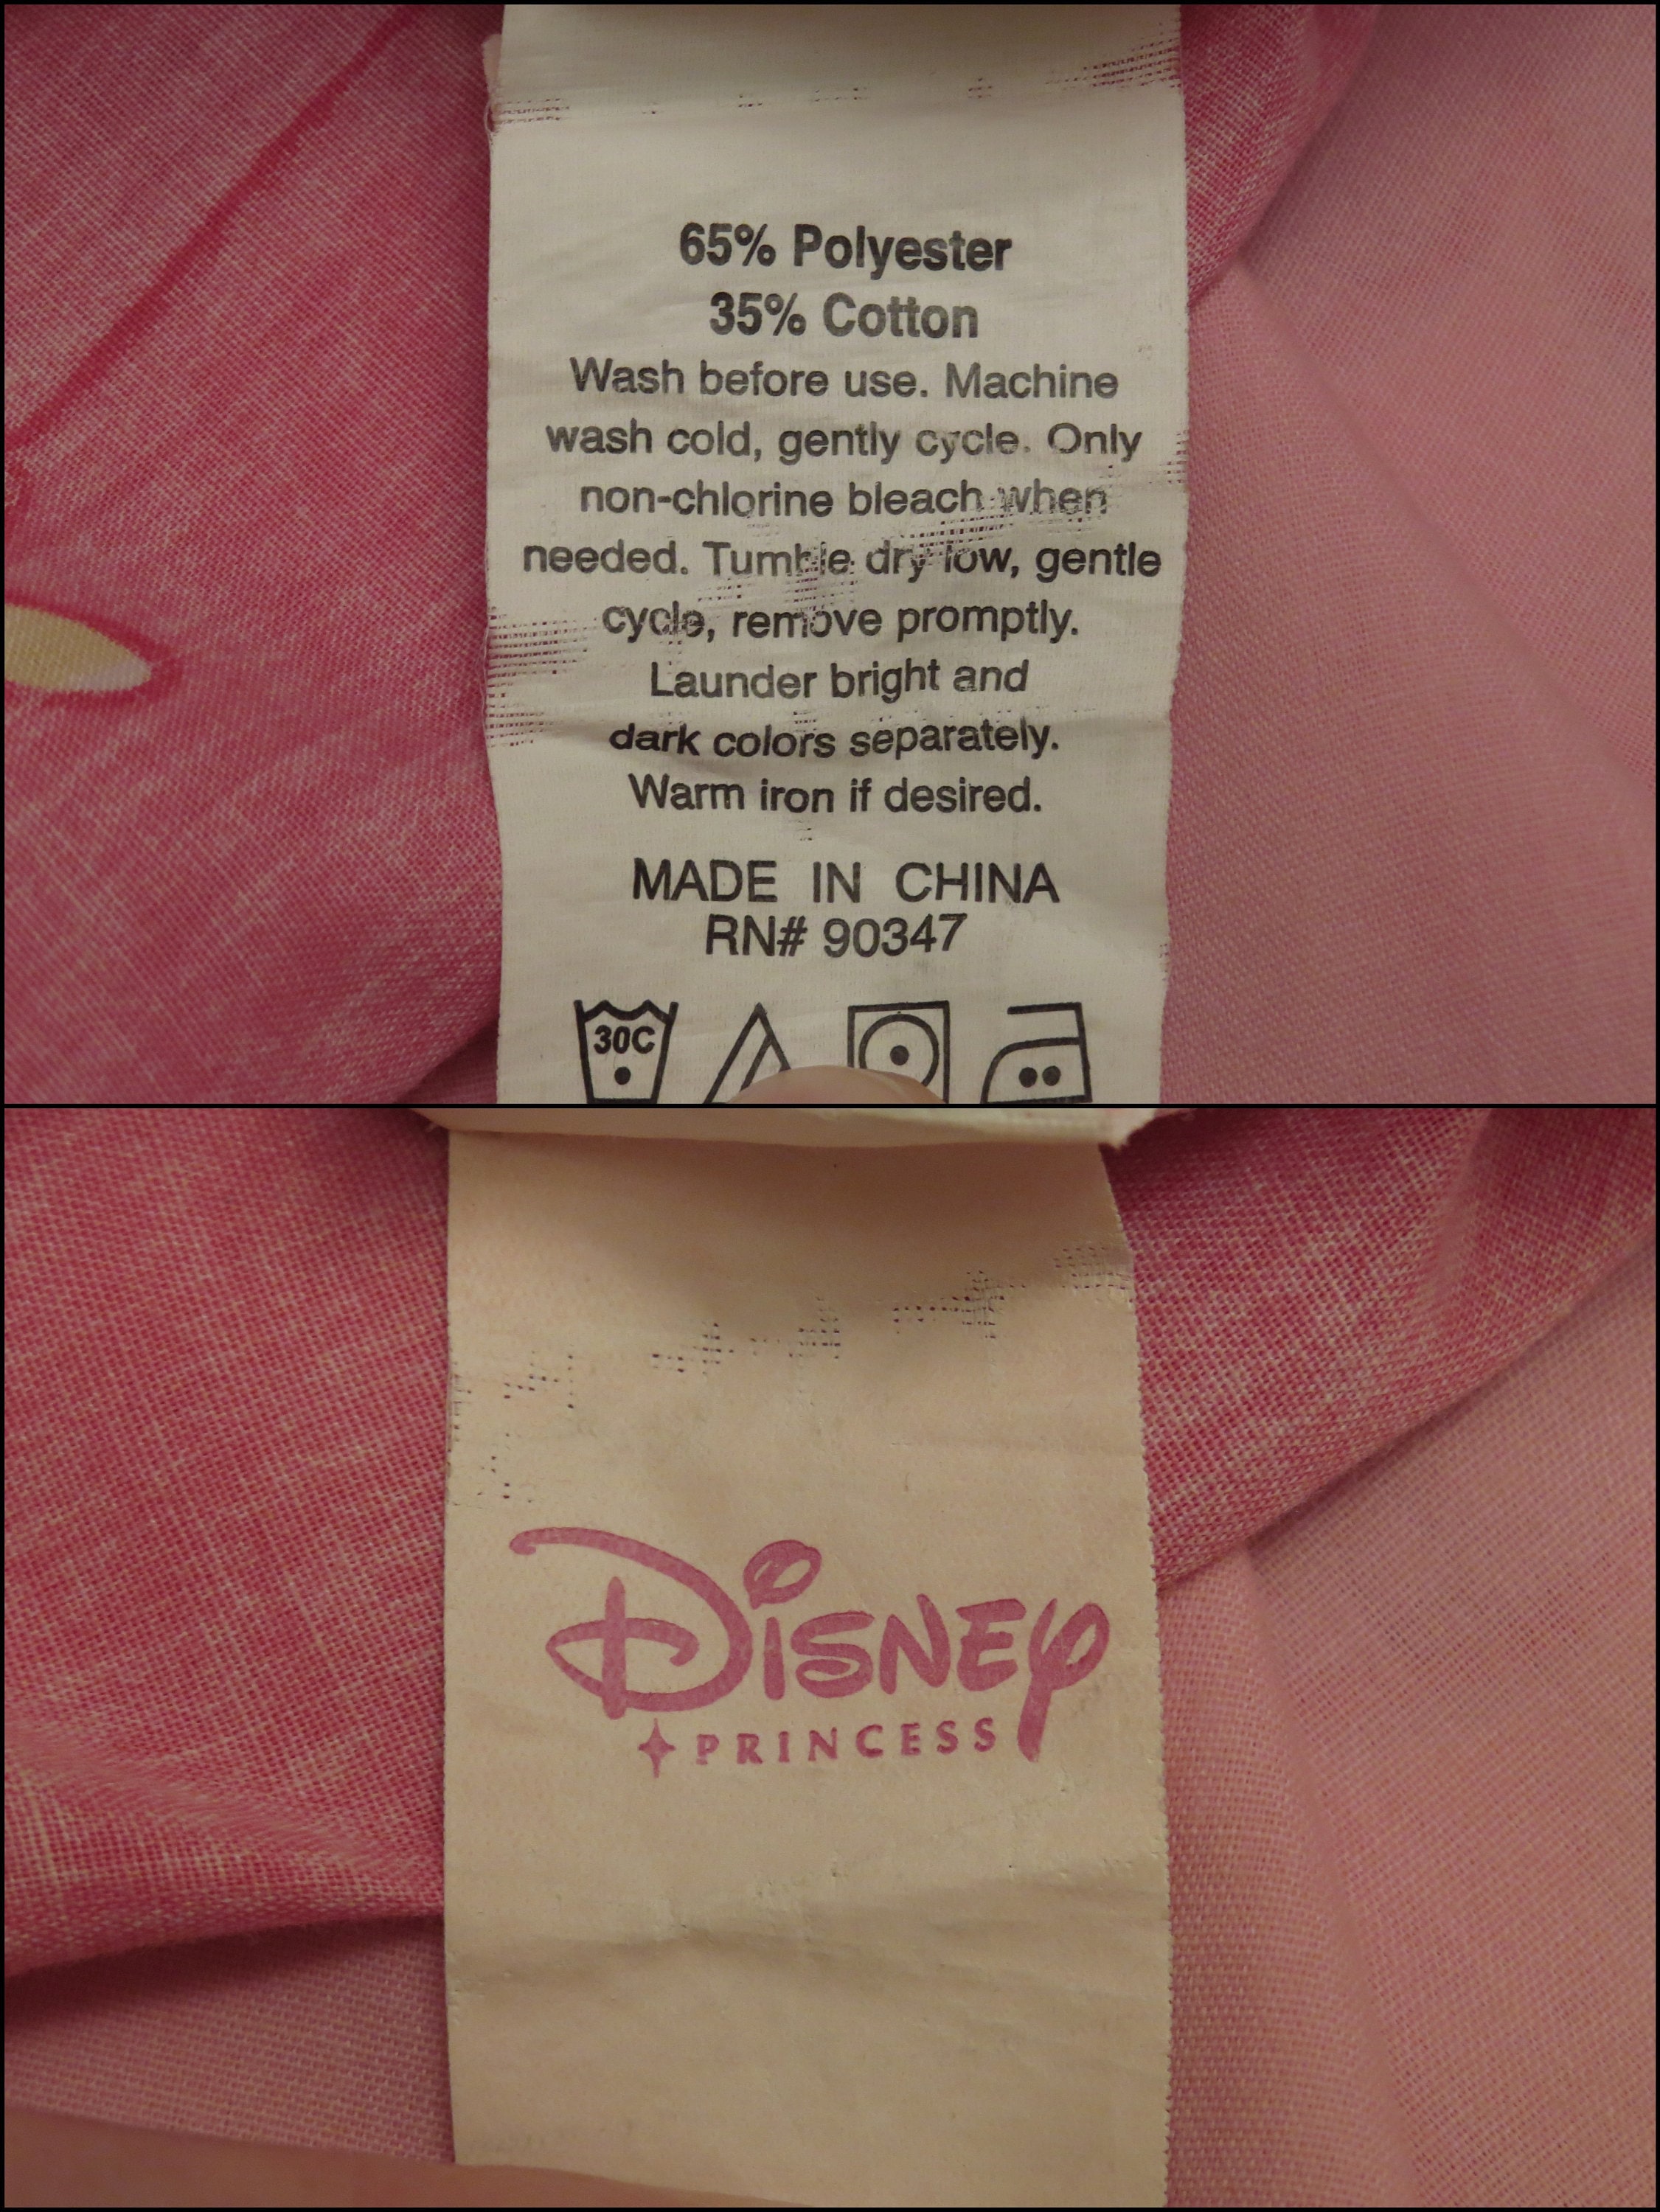 65% Polyester
35% Cotton
Wash before use. Machine
wash cold, gently cycle. Only
non-chlorine bleach when
needed. Tumble dry low, gentle
cycle, remove promptly.
Launder bright and
dark colors separately.
Warm iron if desired.
MADE IN CHINA
RN# 90347
30C
Disney
PRINCESS